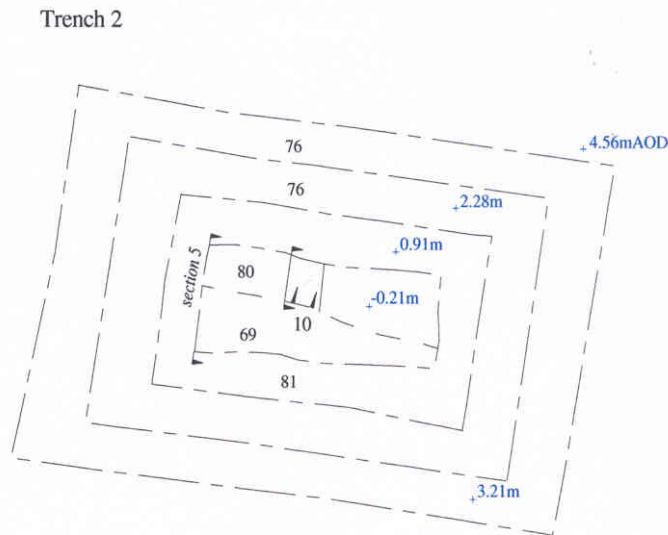 Trench 2
76
4.56mAOD
76
2.28m
0.91m
section 5
80
-0.21m
10
69
81
3.21m